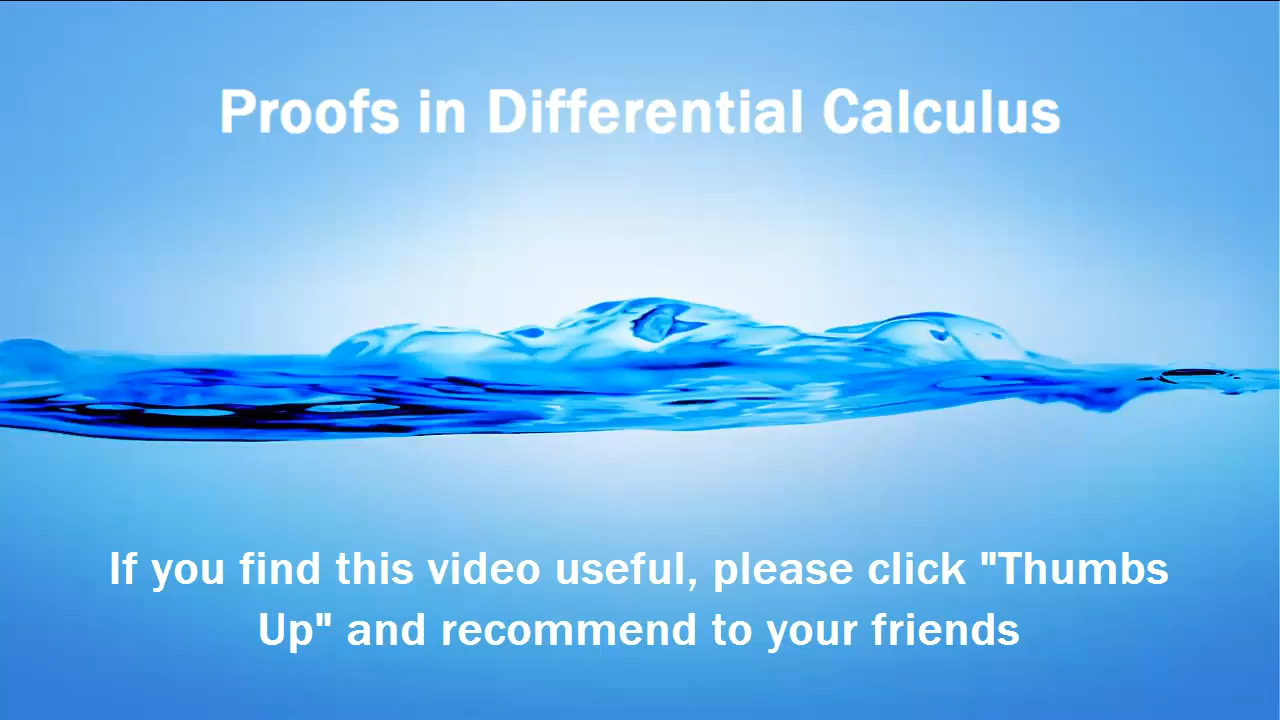 Proofs in Differential Calculus
If you find this video useful, please click "Thumbs
Up" and recommend to your friends